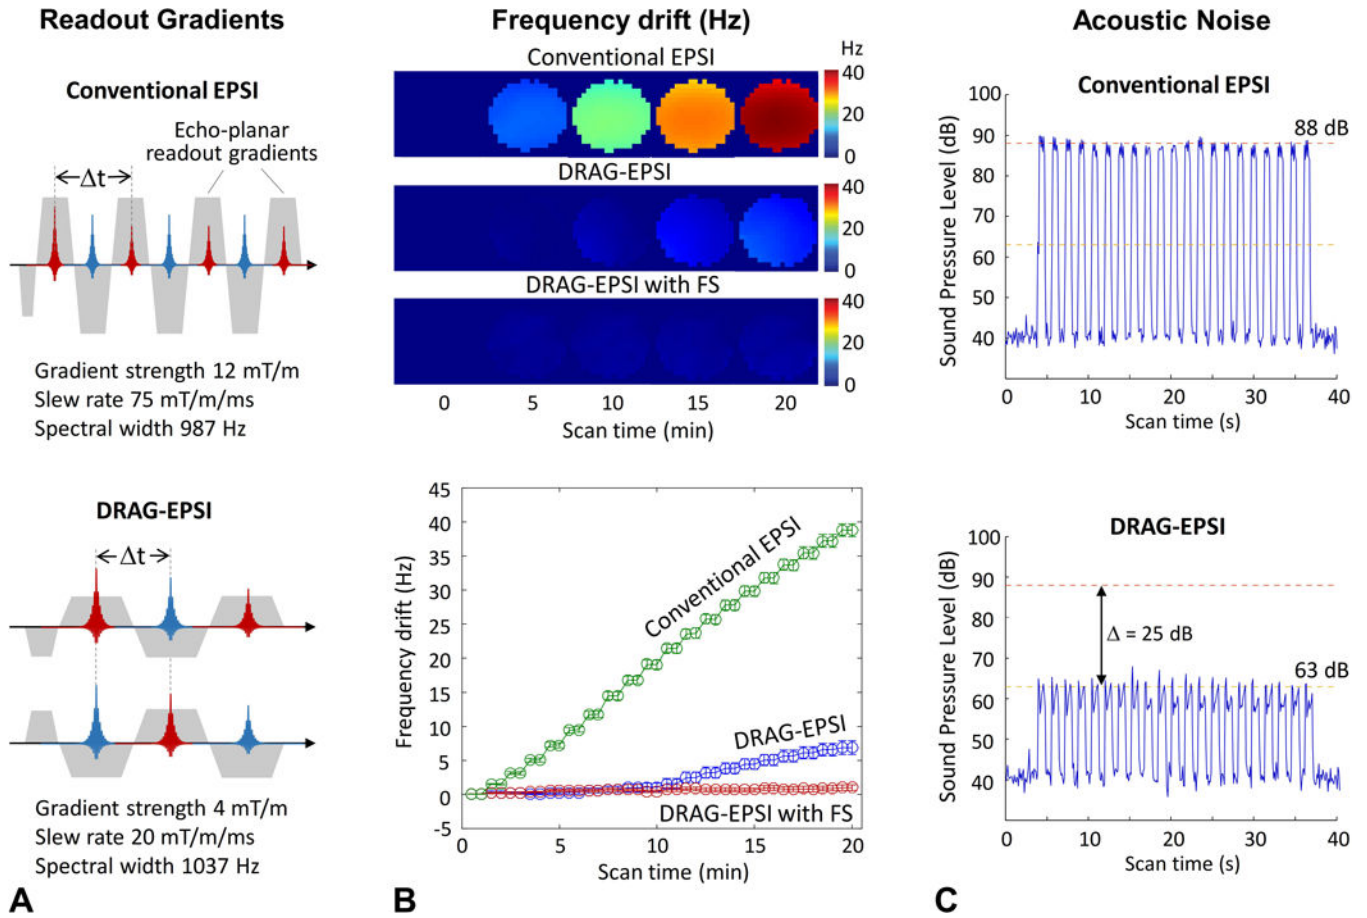 Readout Gradients
Conventional EPSI
Echo-planar
readout gradients
Δt
Gradient strength 12 mT/m
Slew rate 75 mT/m/ms
Spectral width 987 Hz
DRAG-EPSI
Δt
Gradient strength 4 mT/m
Slew rate 20 mT/m/ms
Spectral width 1037 Hz
A
Frequency drift (Hz)
Conventional EPSI
Hz
40
20
0
DRAG-EPSI
40
20
0
DRAG-EPSI with FS
40
20
0
0 5 10 15 20
Scan time (min)
Frequency drift (Hz)
45
40
35
30
25
20
15
10
5
0
-5
Conventional EPSI
DRAG-EPSI
DRAG-EPSI with FS
0 5 10 15 20
Scan time (min)
B
Acoustic Noise
Conventional EPSI
Sound Pressure Level (dB)
100
90
80
70
60
50
40
88 dB
0 10 20 30 40
Scan time (s)
DRAG-EPSI
Sound Pressure Level (dB)
100
90
80
70
60
50
40
Δ = 25 dB
63 dB
0 10 20 30 40
Scan time (s)
C